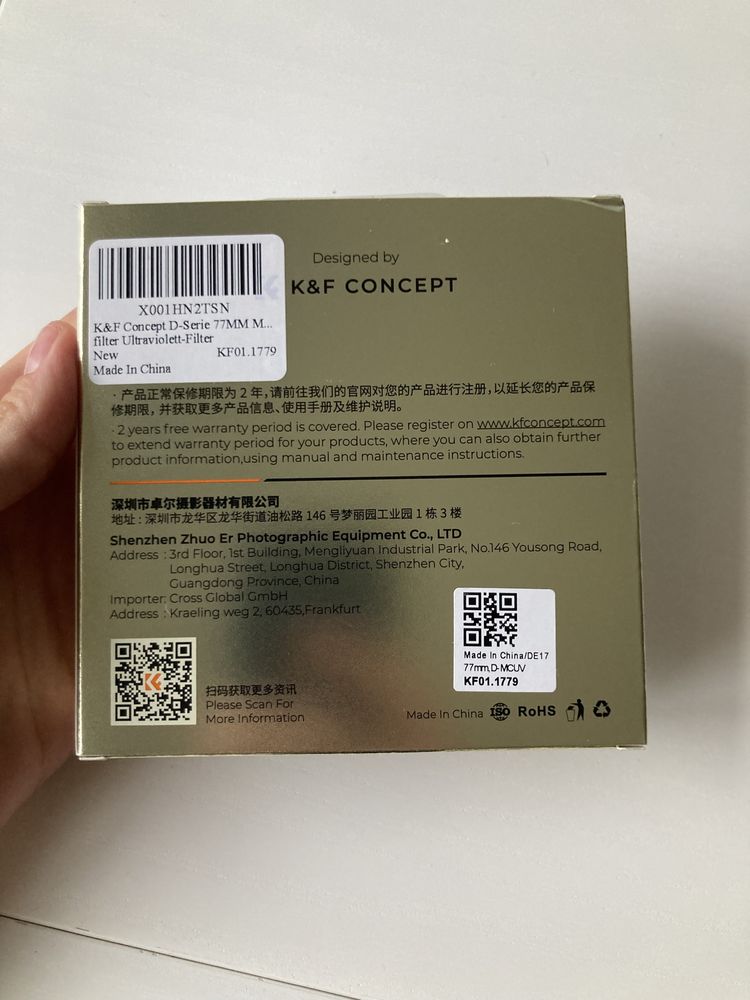 Designed by
K&F CONCEPT
X001HN2TSN
K&F Concept D-Serie 77MM M...
filter Ultraviolett-Filter
New KF01.1779
Made In China
· 产品正常保修期限为 2 年，请前往我们的官网对您的产品进行注册，以延长您的产品保
修期限，并获取更多产品信息、使用手册及维护说明。
· 2 years free warranty period is covered. Please register on www.kfconcept.com
to extend warranty period for your products, where you can also obtain further
product information,using manual and maintenance instructions.
深圳市卓尔摄影器材有限公司
地址：深圳市龙华区龙华街道油松路 146 号梦丽园工业园 1 栋 3 楼
Shenzhen Zhuo Er Photographic Equipment Co., LTD
Address : 3rd Floor, 1st Building, Mengliyuan Industrial Park, No.146 Yousong Road,
Longhua Street, Longhua District, Shenzhen City,
Guangdong Province, China
Importer: Cross Global GmbH
Address : Kraeling weg 2, 60435,Frankfurt
Made In China/DE17
77mm,D-MCUV
KF01.1779
扫码获取更多资讯
Please Scan For
More Information
Made In China ISO RoHS